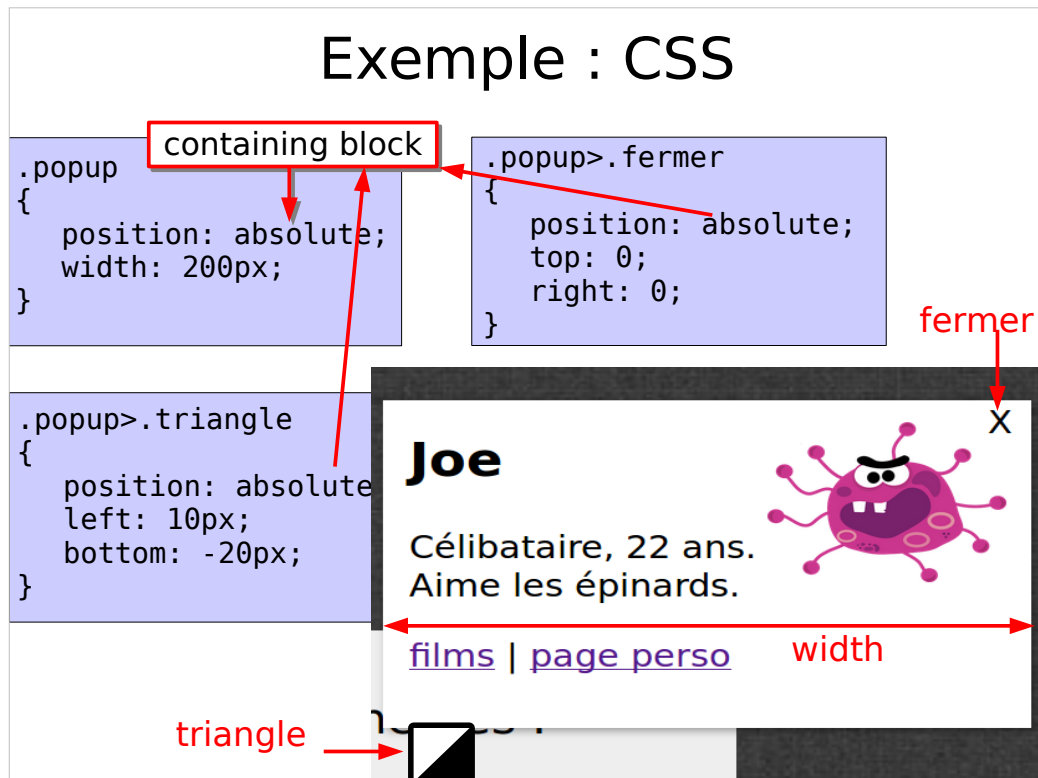 Exemple : CSS
containing block
.popup
{
position: absolute;
width: 200px;
}
.popup>.fermer
{
position: absolute;
top: 0;
right: 0;
}
fermer
.popup>.triangle
{
position: absolute
left: 10px;
bottom: -20px;
}
x
Joe
Célibataire, 22 ans.
Aime les épinards.
width
films | page perso
triangle